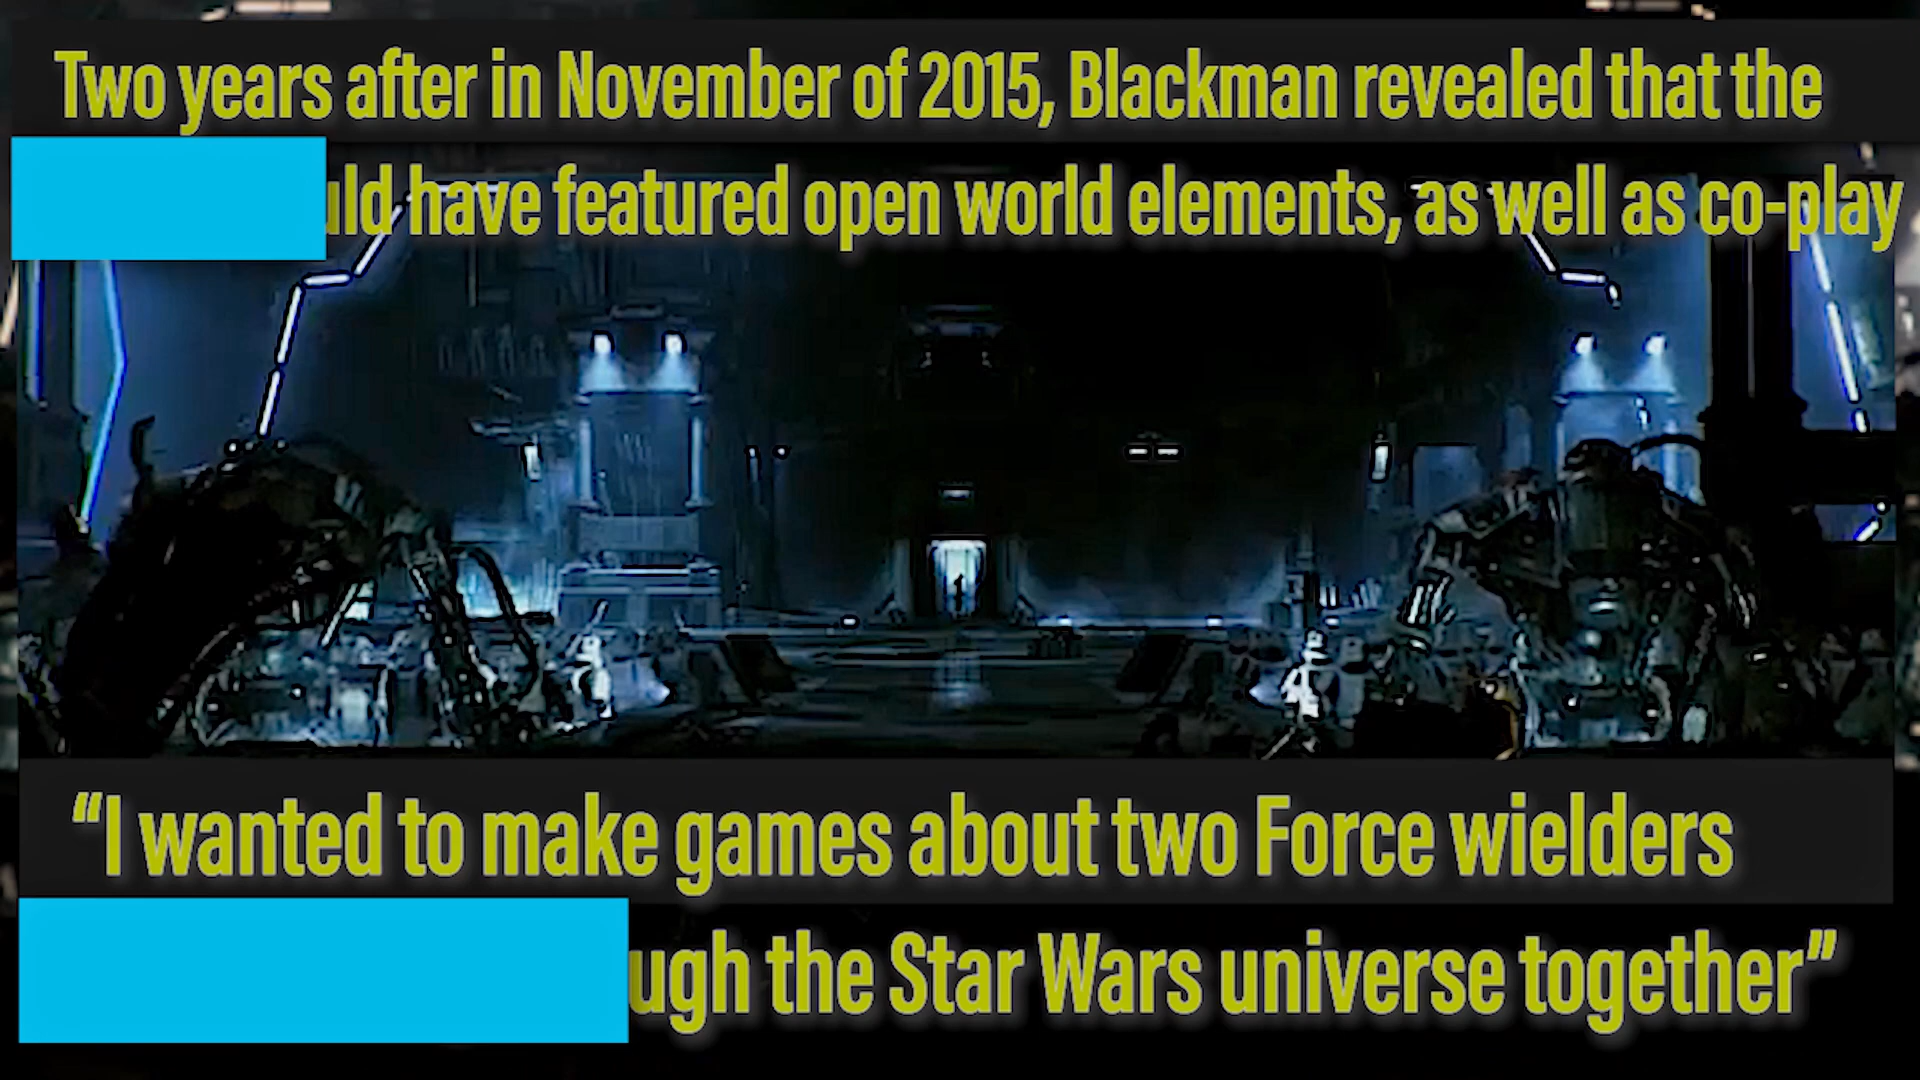 Two years after in November of 2015, Blackman revealed that the
have featured open world elements, as well as co-play
“I wanted to make games about two Force wielders
the Star Wars universe together”